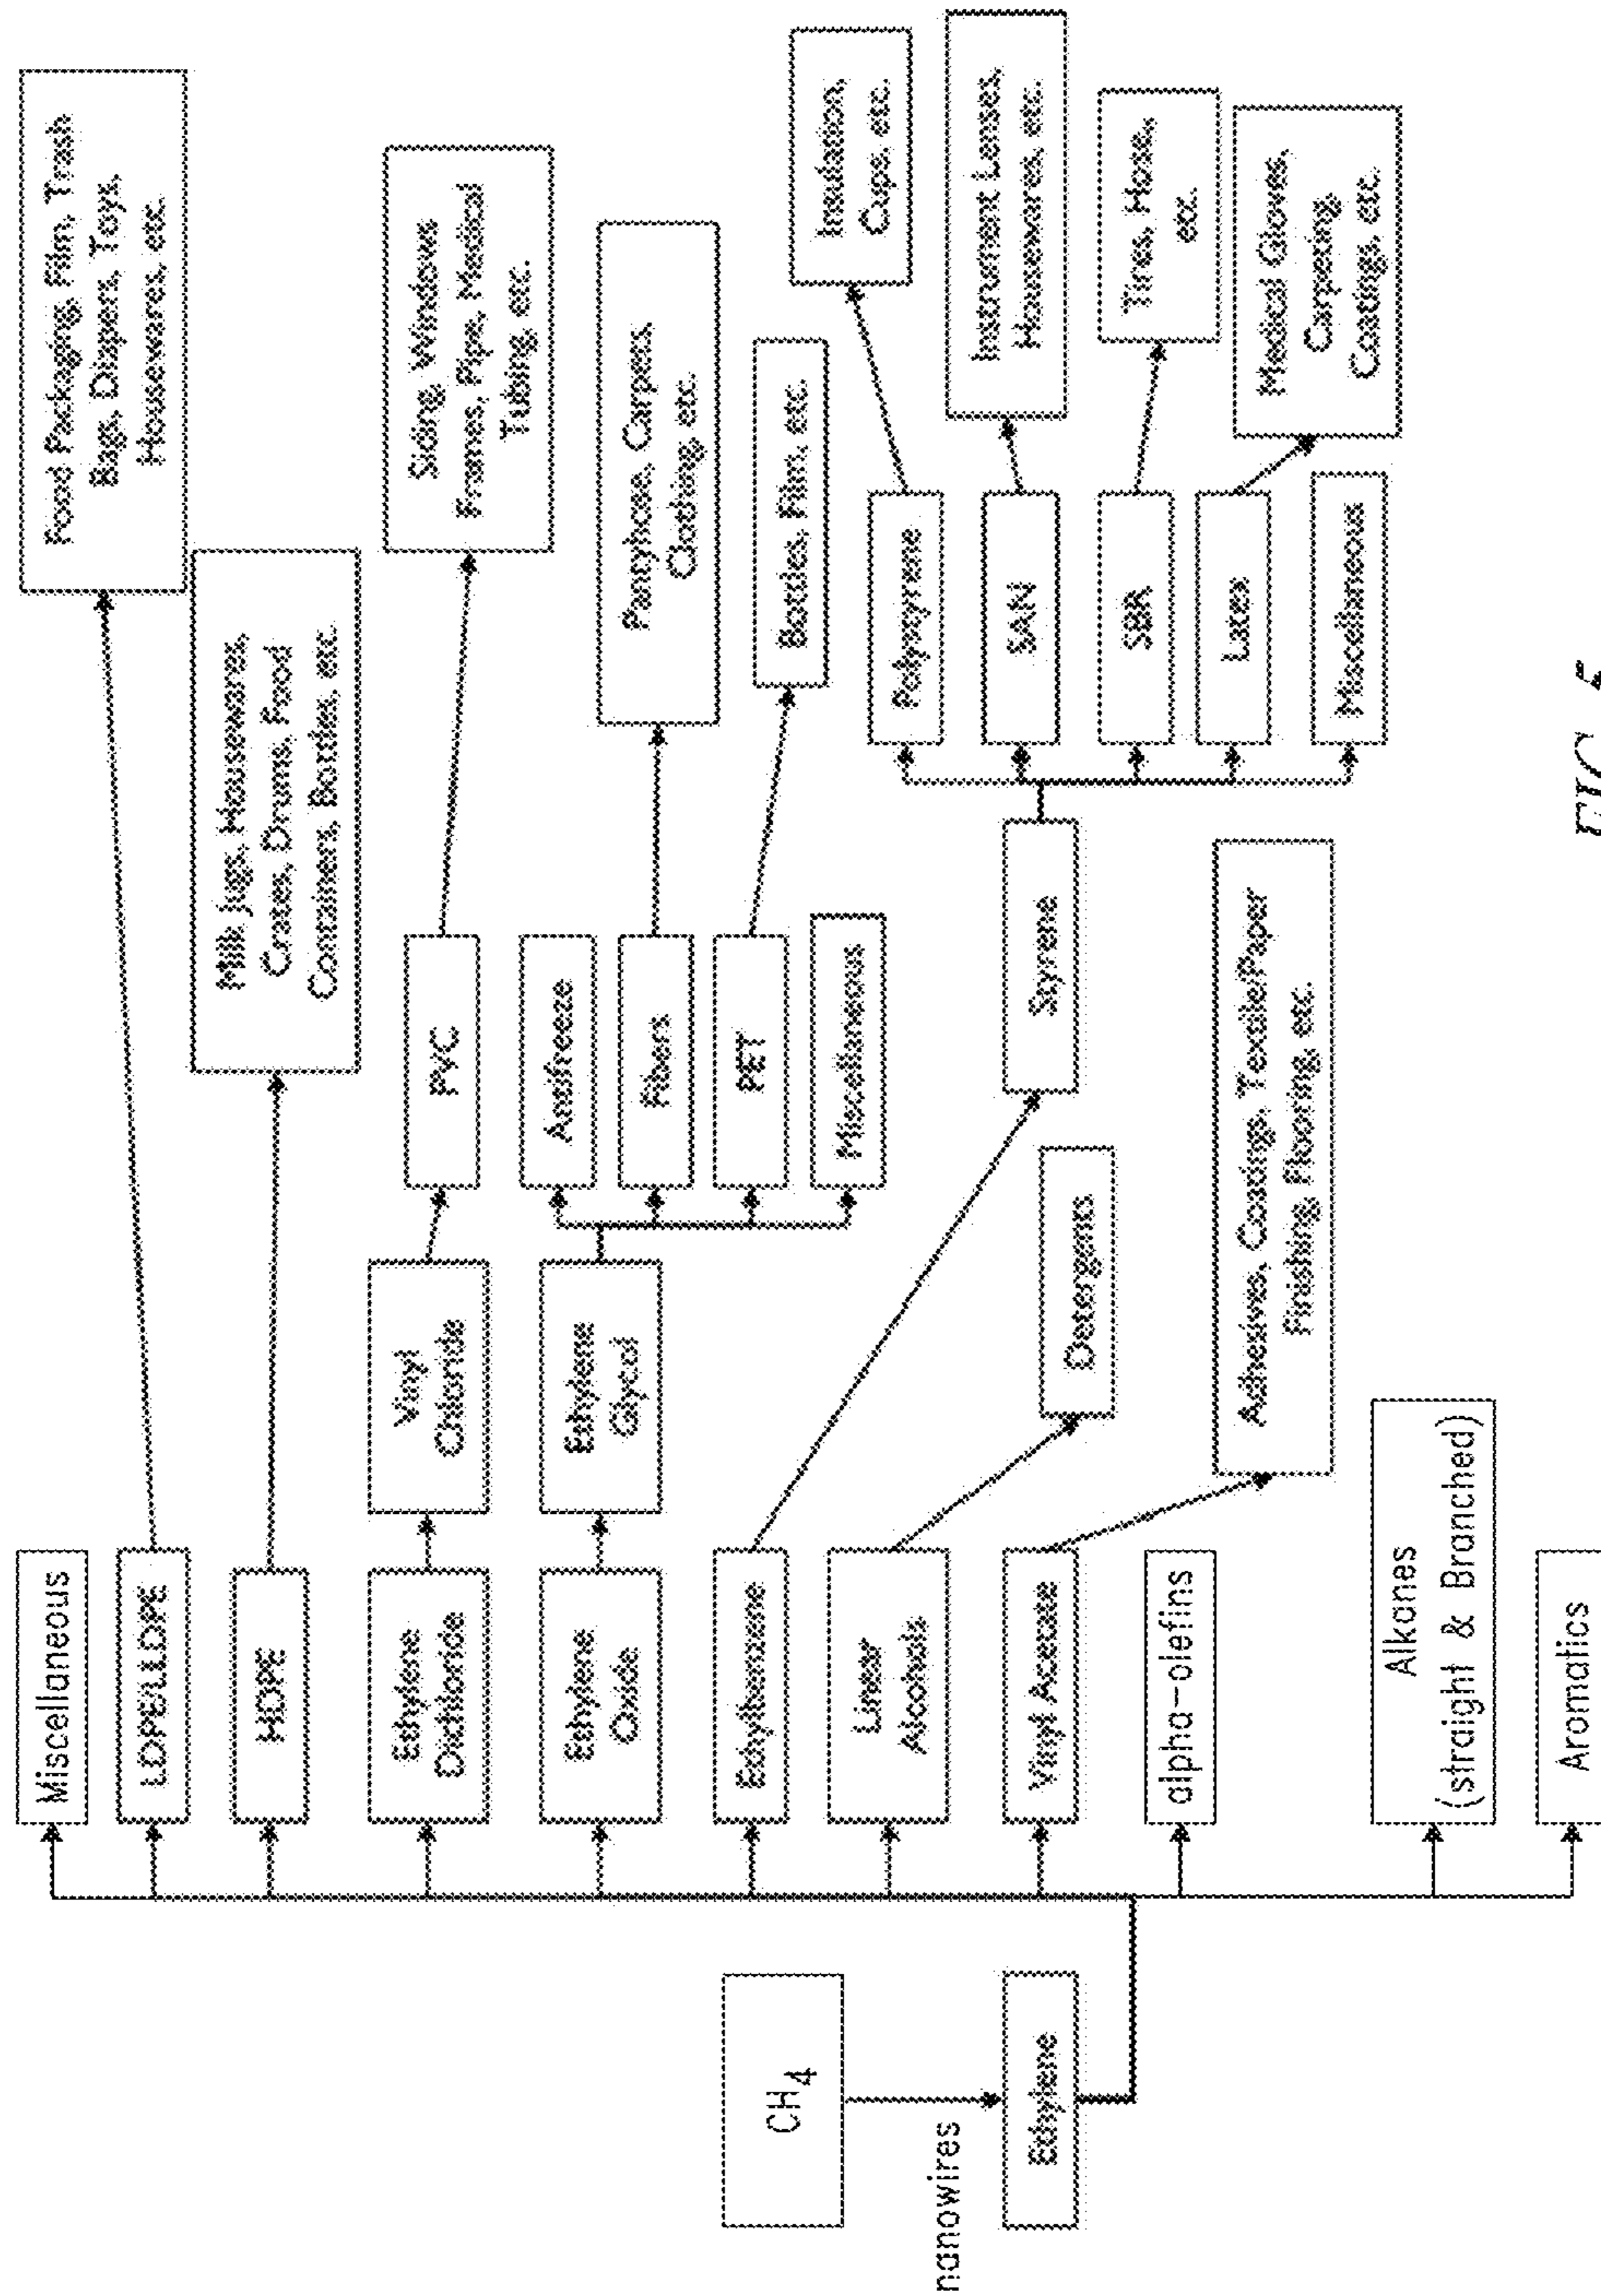 CH4
nanowires
Ethylene
Miscellaneous
LDPE/LLDPE
Food Packaging, Film, Trash
Bags, Diapers, Toys,
Housewares, etc.
HDPE
Milk Jugs, Housewares,
Crates, Drums, Food
Containers, Bottles, etc.
Ethylene
Dichloride
Vinyl
Chloride
PVC
Siding, Windows
Frames, Pipe, Medical
Tubing, etc.
Ethylene
Oxide
Ethylene
Glycol
Antifreeze
Fibers
Pantyhose, Carpets,
Clothing, etc.
PET
Bottles, Film, etc.
Miscellaneous
Ethylbenzene
Styrene
Polystyrene
Insulation,
Cups, etc.
SAN
Instrument Lenses,
Housewares, etc.
SBR
Tires, Hose,
etc.
Latex
Medical Gloves,
Carpeting,
Coatings, etc.
Miscellaneous
Linear
Alcohols
Detergents
Vinyl Acetate
Adhesives, Coatings, Textile/Paper
Finishing, Flooring, etc.
alpha-olefins
Alkanes
(straight & Branched)
Aromatics
FIG. 5